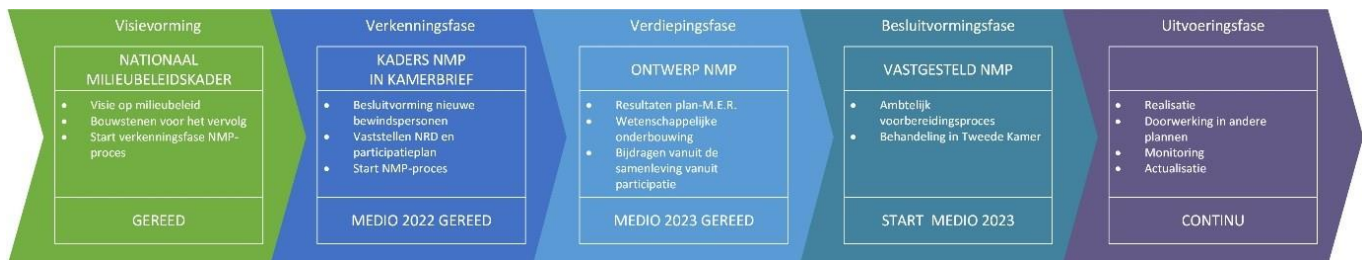 Visievorming
NATIONAAL
MILIEUBELEIDSKADER
• Visie op milieubeleid
• Bouwstenen voor het vervolg
• Start verkenningsfase NMP-
proces
GEREED
Verkenningsfase
KADERS NMP
IN KAMERBRIEF
• Besluitvorming nieuwe
bewindspersonen
• Vaststellen NRD en
participatieplan
• Start NMP-proces
MEDIO 2022 GEREED
Verdiepingsfase
ONTWERP NMP
• Resultaten plan-M.E.R.
• Wetenschappelijke
onderbouwing
• Bijdragen vanuit de
samenleving vanuit
participatie
MEDIO 2023 GEREED
Besluitvormingsfase
VASTGESTELD NMP
• Ambtelijk
voorbereidingsproces
• Behandeling in Tweede Kamer
START MEDIO 2023
Uitvoeringsfase
• Realisatie
• Doorwerking in andere
plannen
• Monitoring
• Actualisatie
CONTINU